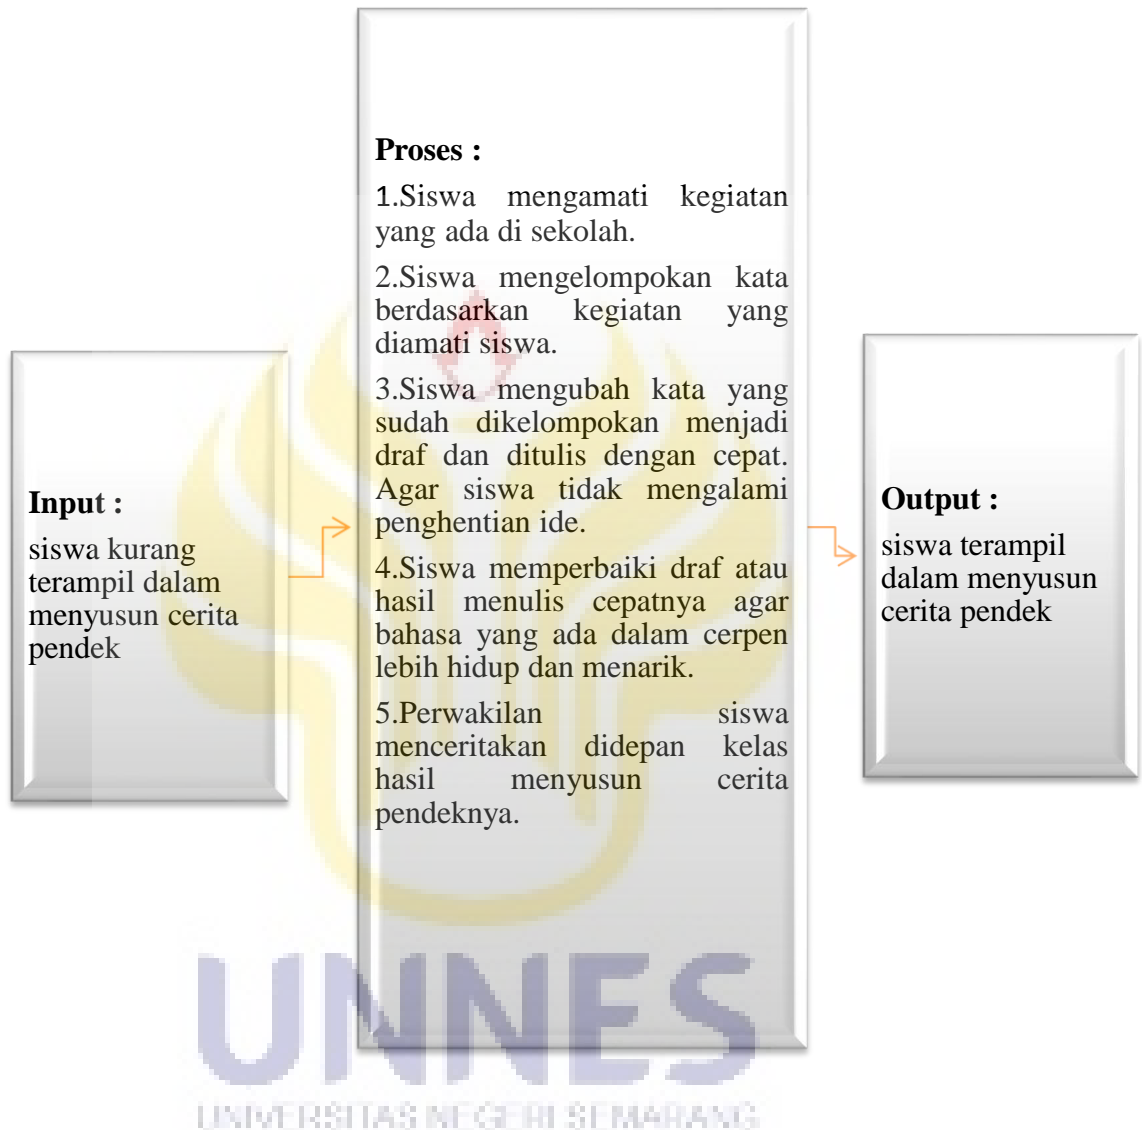 Input :
siswa kurang
terampil dalam
menyusun cerita
pendek
Proses :
1.Siswa mengamati kegiatan
yang ada di sekolah.
2.Siswa mengelompokan kata
berdasarkan kegiatan yang
diamati siswa.
3.Siswa mengubah kata yang
sudah dikelompokan menjadi
draf dan ditulis dengan cepat.
Agar siswa tidak mengalami
penghentian ide.
4.Siswa memperbaiki draf atau
hasil menulis cepatnya agar
bahasa yang ada dalam cerpen
lebih hidup dan menarik.
5.Perwakilan siswa
menceritakan didepan kelas
hasil menyusun cerita
pendeknya.
Output :
siswa terampil
dalam menyusun
cerita pendek
UNNES
UNIVERSITAS NEGERI SEMARANG